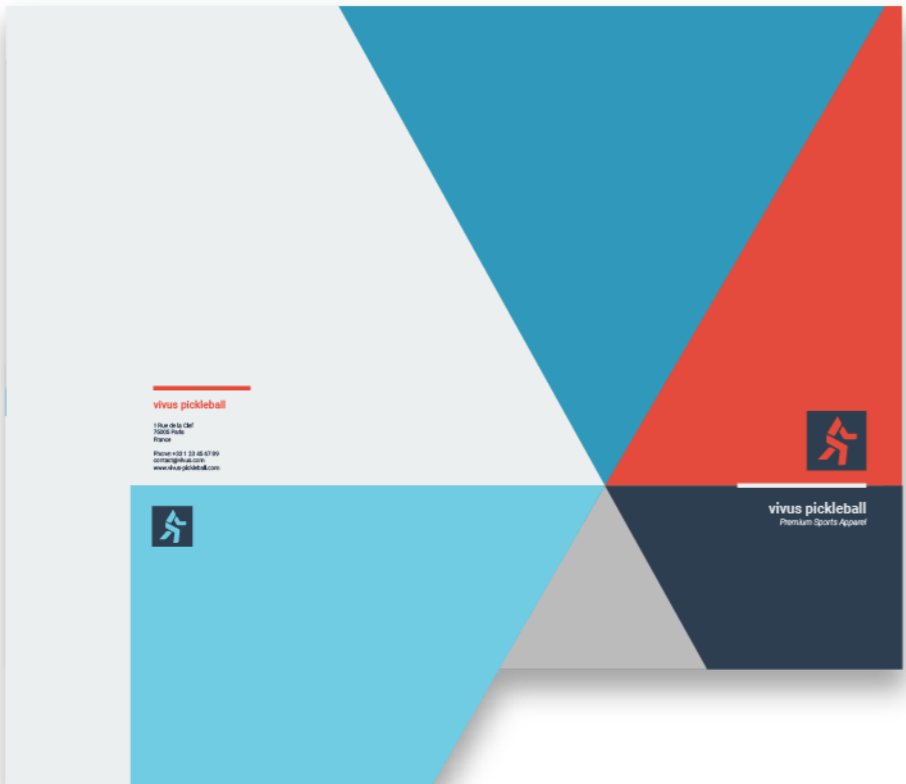 vivus pickleball
1 Rue de la Clef
75005 Paris
France
Phone: +33 1 23 45 67 89
contact@vivus.com
www.vivus-pickleball.com
vivus pickleball
Premium Sports Apparel